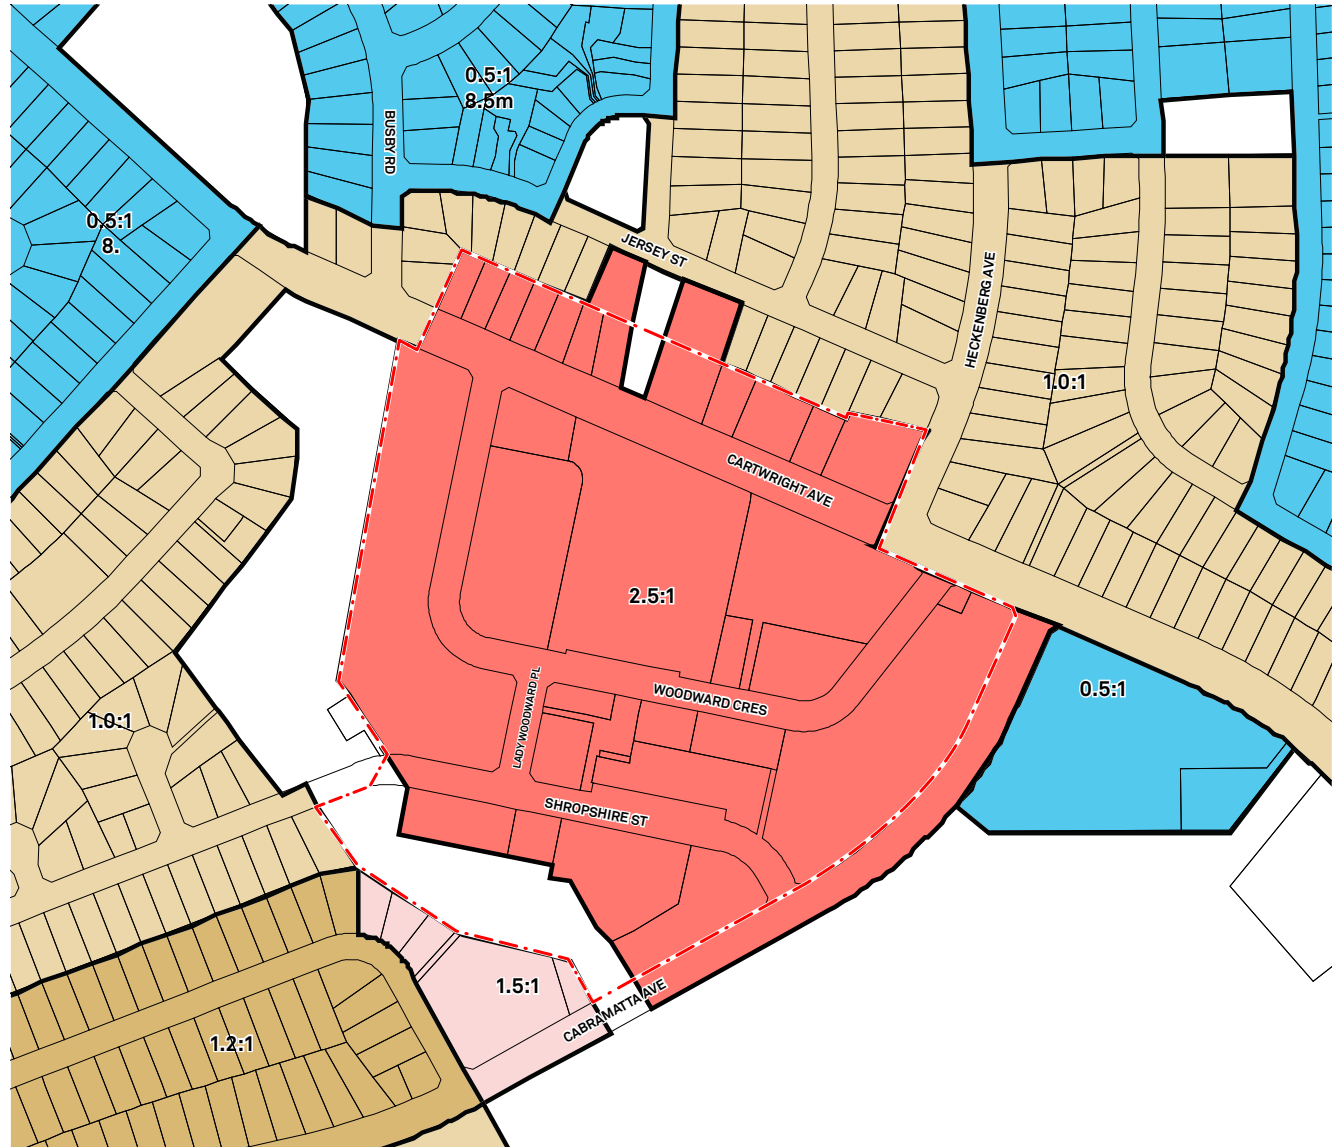 0.5:1
8.5m
BUSBY RD
0.5:1
8.
JERSEY ST
HECKENBERG AVE
1.0:1
CARTWRIGHT AVE
2.5:1
0.5:1
WOODWARD CRES
LADY WOODWARD PL
1.0:1
SHROPSHIRE ST
1.5:1
CABRAMATTA AVE
1.2:1